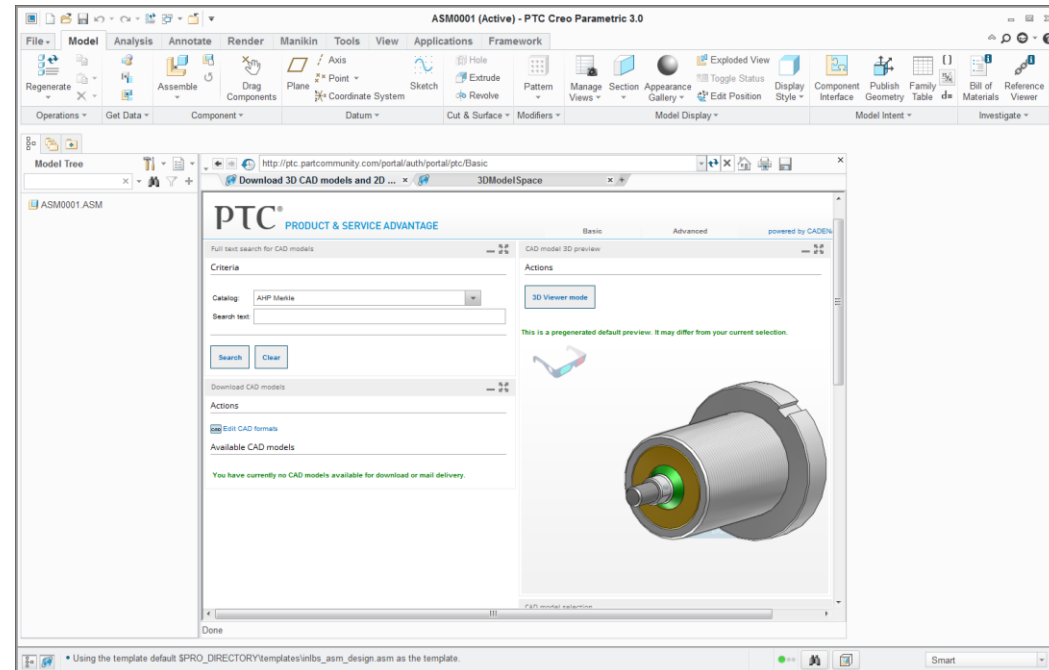 ASM0001 (Active) - PTC Creo Parametric 3.0
File Model Analysis Annotate Render Manikin Tools View Applications Framework
Regenerate
Assemble
Drag Components
Plane
Axis
Point
Coordinate System
Sketch
Hole
Extrude
Revolve
Pattern
Manage Views
Section
Appearance Gallery
Exploded View
Toggle Status
Edit Position
Display Style
Component Interface
Publish Geometry
Family Table
d=
Bill of Materials
Reference Viewer
Operations Get Data Component Datum Cut & Surface Modifiers Model Display Model Intent Investigate
Model Tree
http://ptc.partcommunity.com/portal/auth/portal/ptc/Basic
Download 3D CAD models and 2D ... 3DModelSpace
ASM0001.ASM
PTC® PRODUCT & SERVICE ADVANTAGE
Basic Advanced powered by CADEN
Full text search for CAD models
Criteria
Catalog: AHP Merkle
Search text:
Search Clear
Download CAD models
Actions
CAD Edit CAD formats
Available CAD models
You have currently no CAD models available for download or mail delivery.
CAD model 3D preview
Actions
3D Viewer mode
This is a pregenerated default preview. It may differ from your current selection.
CAD model selection
Done
• Using the template default $PRO_DIRECTORY\templates\inlbs_asm_design.asm as the template.
Smart